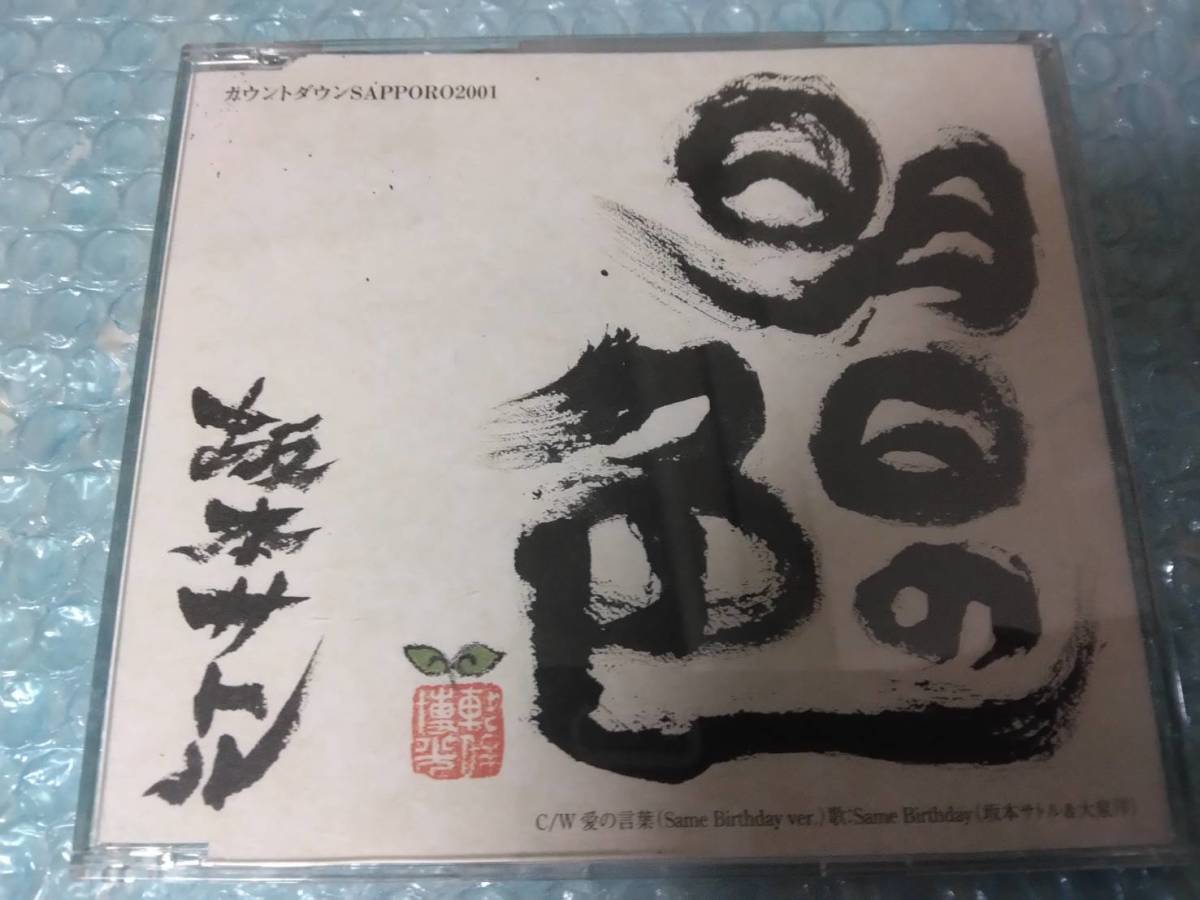 カウントダウンSAPPORO2001
明日の
色
坂本サトル
C/W 愛の言葉(Same Birthday ver.)歌:Same Birthday(坂本サトル&大泉洋)